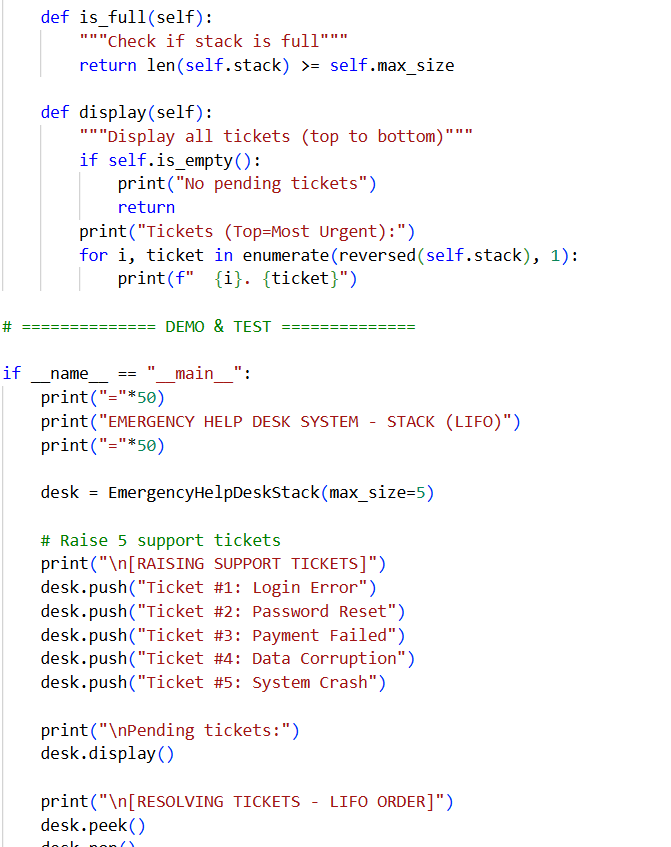 def is_full(self):
"""Check if stack is full"""
return len(self.stack) >= self.max_size
def display(self):
"""Display all tickets (top to bottom)"""
if self.is_empty():
print("No pending tickets")
return
print("Tickets (Top=Most Urgent):")
for i, ticket in enumerate(reversed(self.stack), 1):
print(f"  {i}. {ticket}")
# ============== DEMO & TEST ==============
if __name__ == "__main__":
print("="*50)
print("EMERGENCY HELP DESK SYSTEM - STACK (LIFO)")
print("="*50)
desk = EmergencyHelpDeskStack(max_size=5)
# Raise 5 support tickets
print("\n[RAISING SUPPORT TICKETS]")
desk.push("Ticket #1: Login Error")
desk.push("Ticket #2: Password Reset")
desk.push("Ticket #3: Payment Failed")
desk.push("Ticket #4: Data Corruption")
desk.push("Ticket #5: System Crash")
print("\nPending tickets:")
desk.display()
print("\n[RESOLVING TICKETS - LIFO ORDER]")
desk.peek()